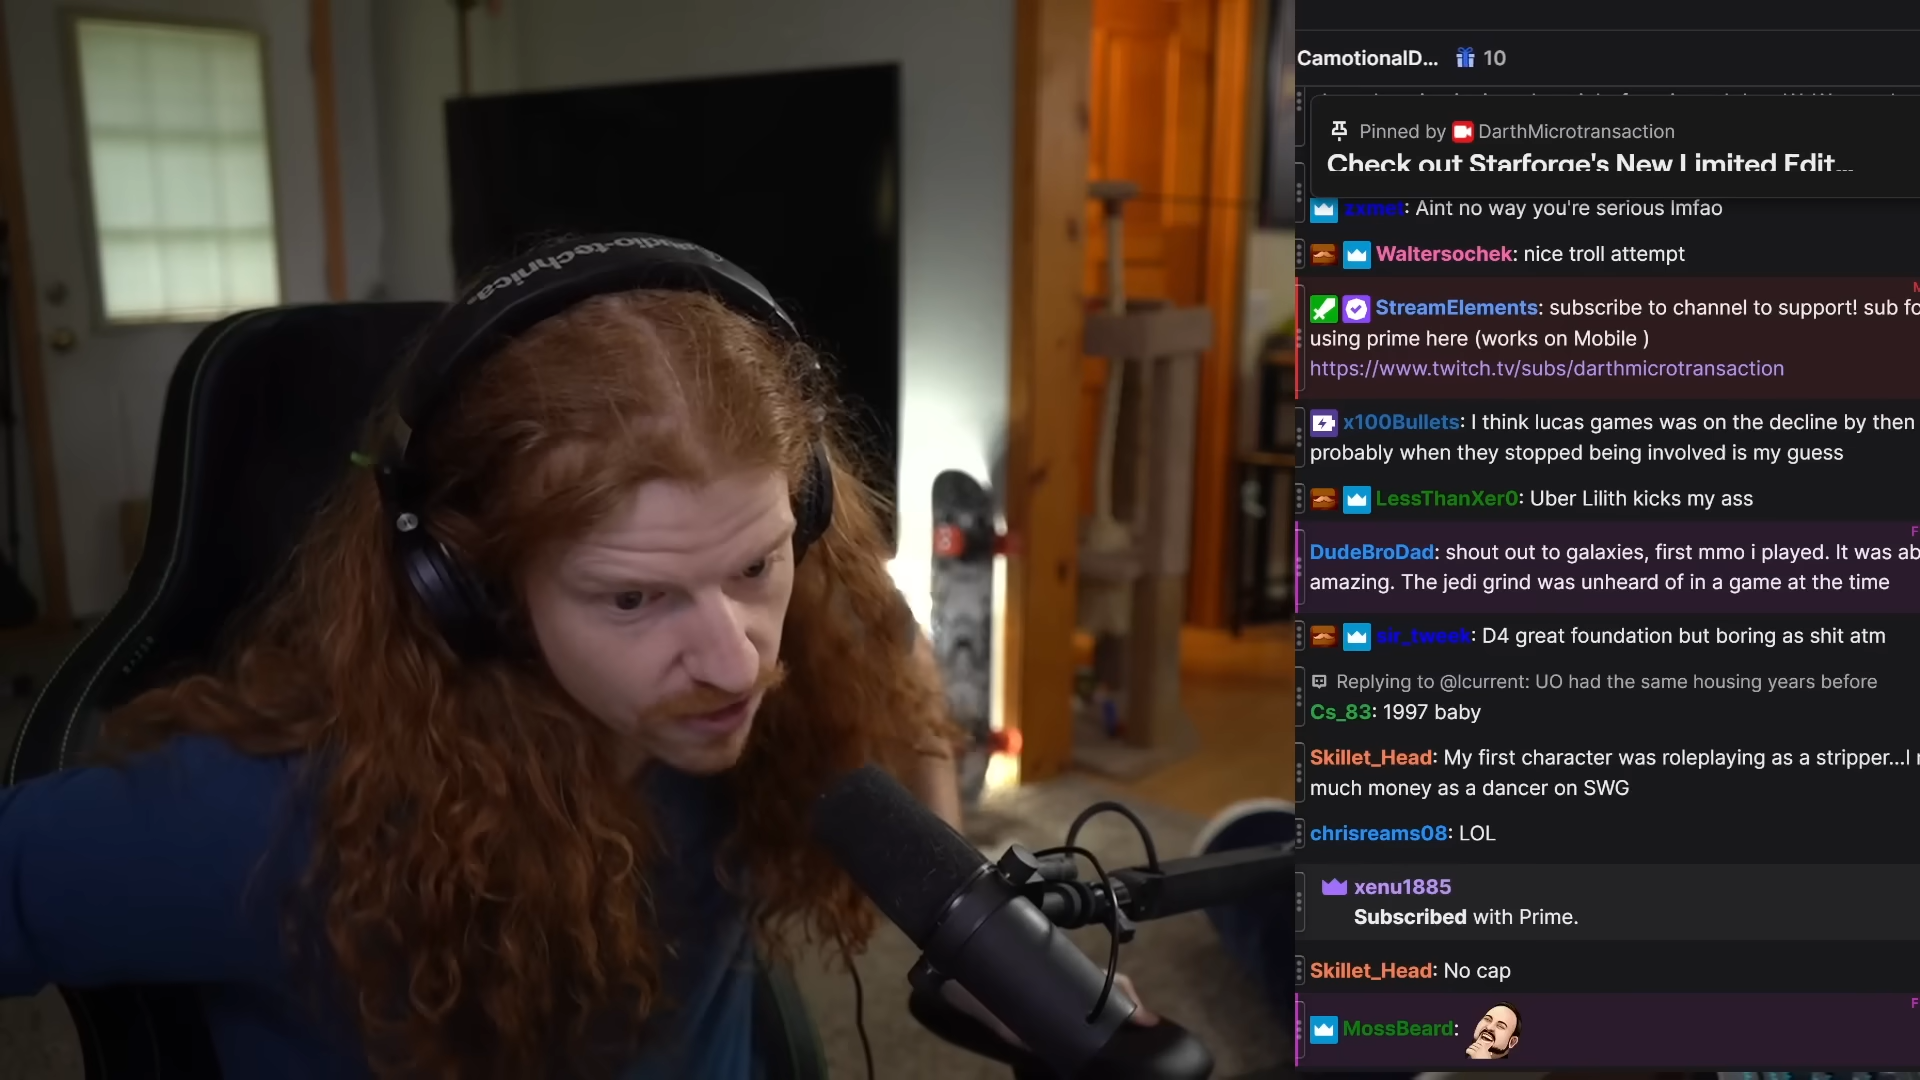 audio-technica
CamotionalD... 10
Pinned by DarthMicrotransaction
Check out Starforge's New Limited Edit...
zxmei: Aint no way you're serious lmfao
Waltersochek: nice troll attempt
StreamElements: subscribe to channel to support! sub fo
using prime here (works on Mobile )
https://www.twitch.tv/subs/darthmicrotransaction
x100Bullets: I think lucas games was on the decline by then
probably when they stopped being involved is my guess
LessThanXer0: Uber Lilith kicks my ass
DudeBroDad: shout out to galaxies, first mmo i played. It was ab
amazing. The jedi grind was unheard of in a game at the time
sir_tweek: D4 great foundation but boring as shit atm
Replying to @lcurrent: UO had the same housing years before
Cs_83: 1997 baby
Skillet_Head: My first character was roleplaying as a stripper...I
much money as a dancer on SWG
chrisreams08: LOL
xenu1885
Subscribed with Prime.
Skillet_Head: No cap
MossBeard: